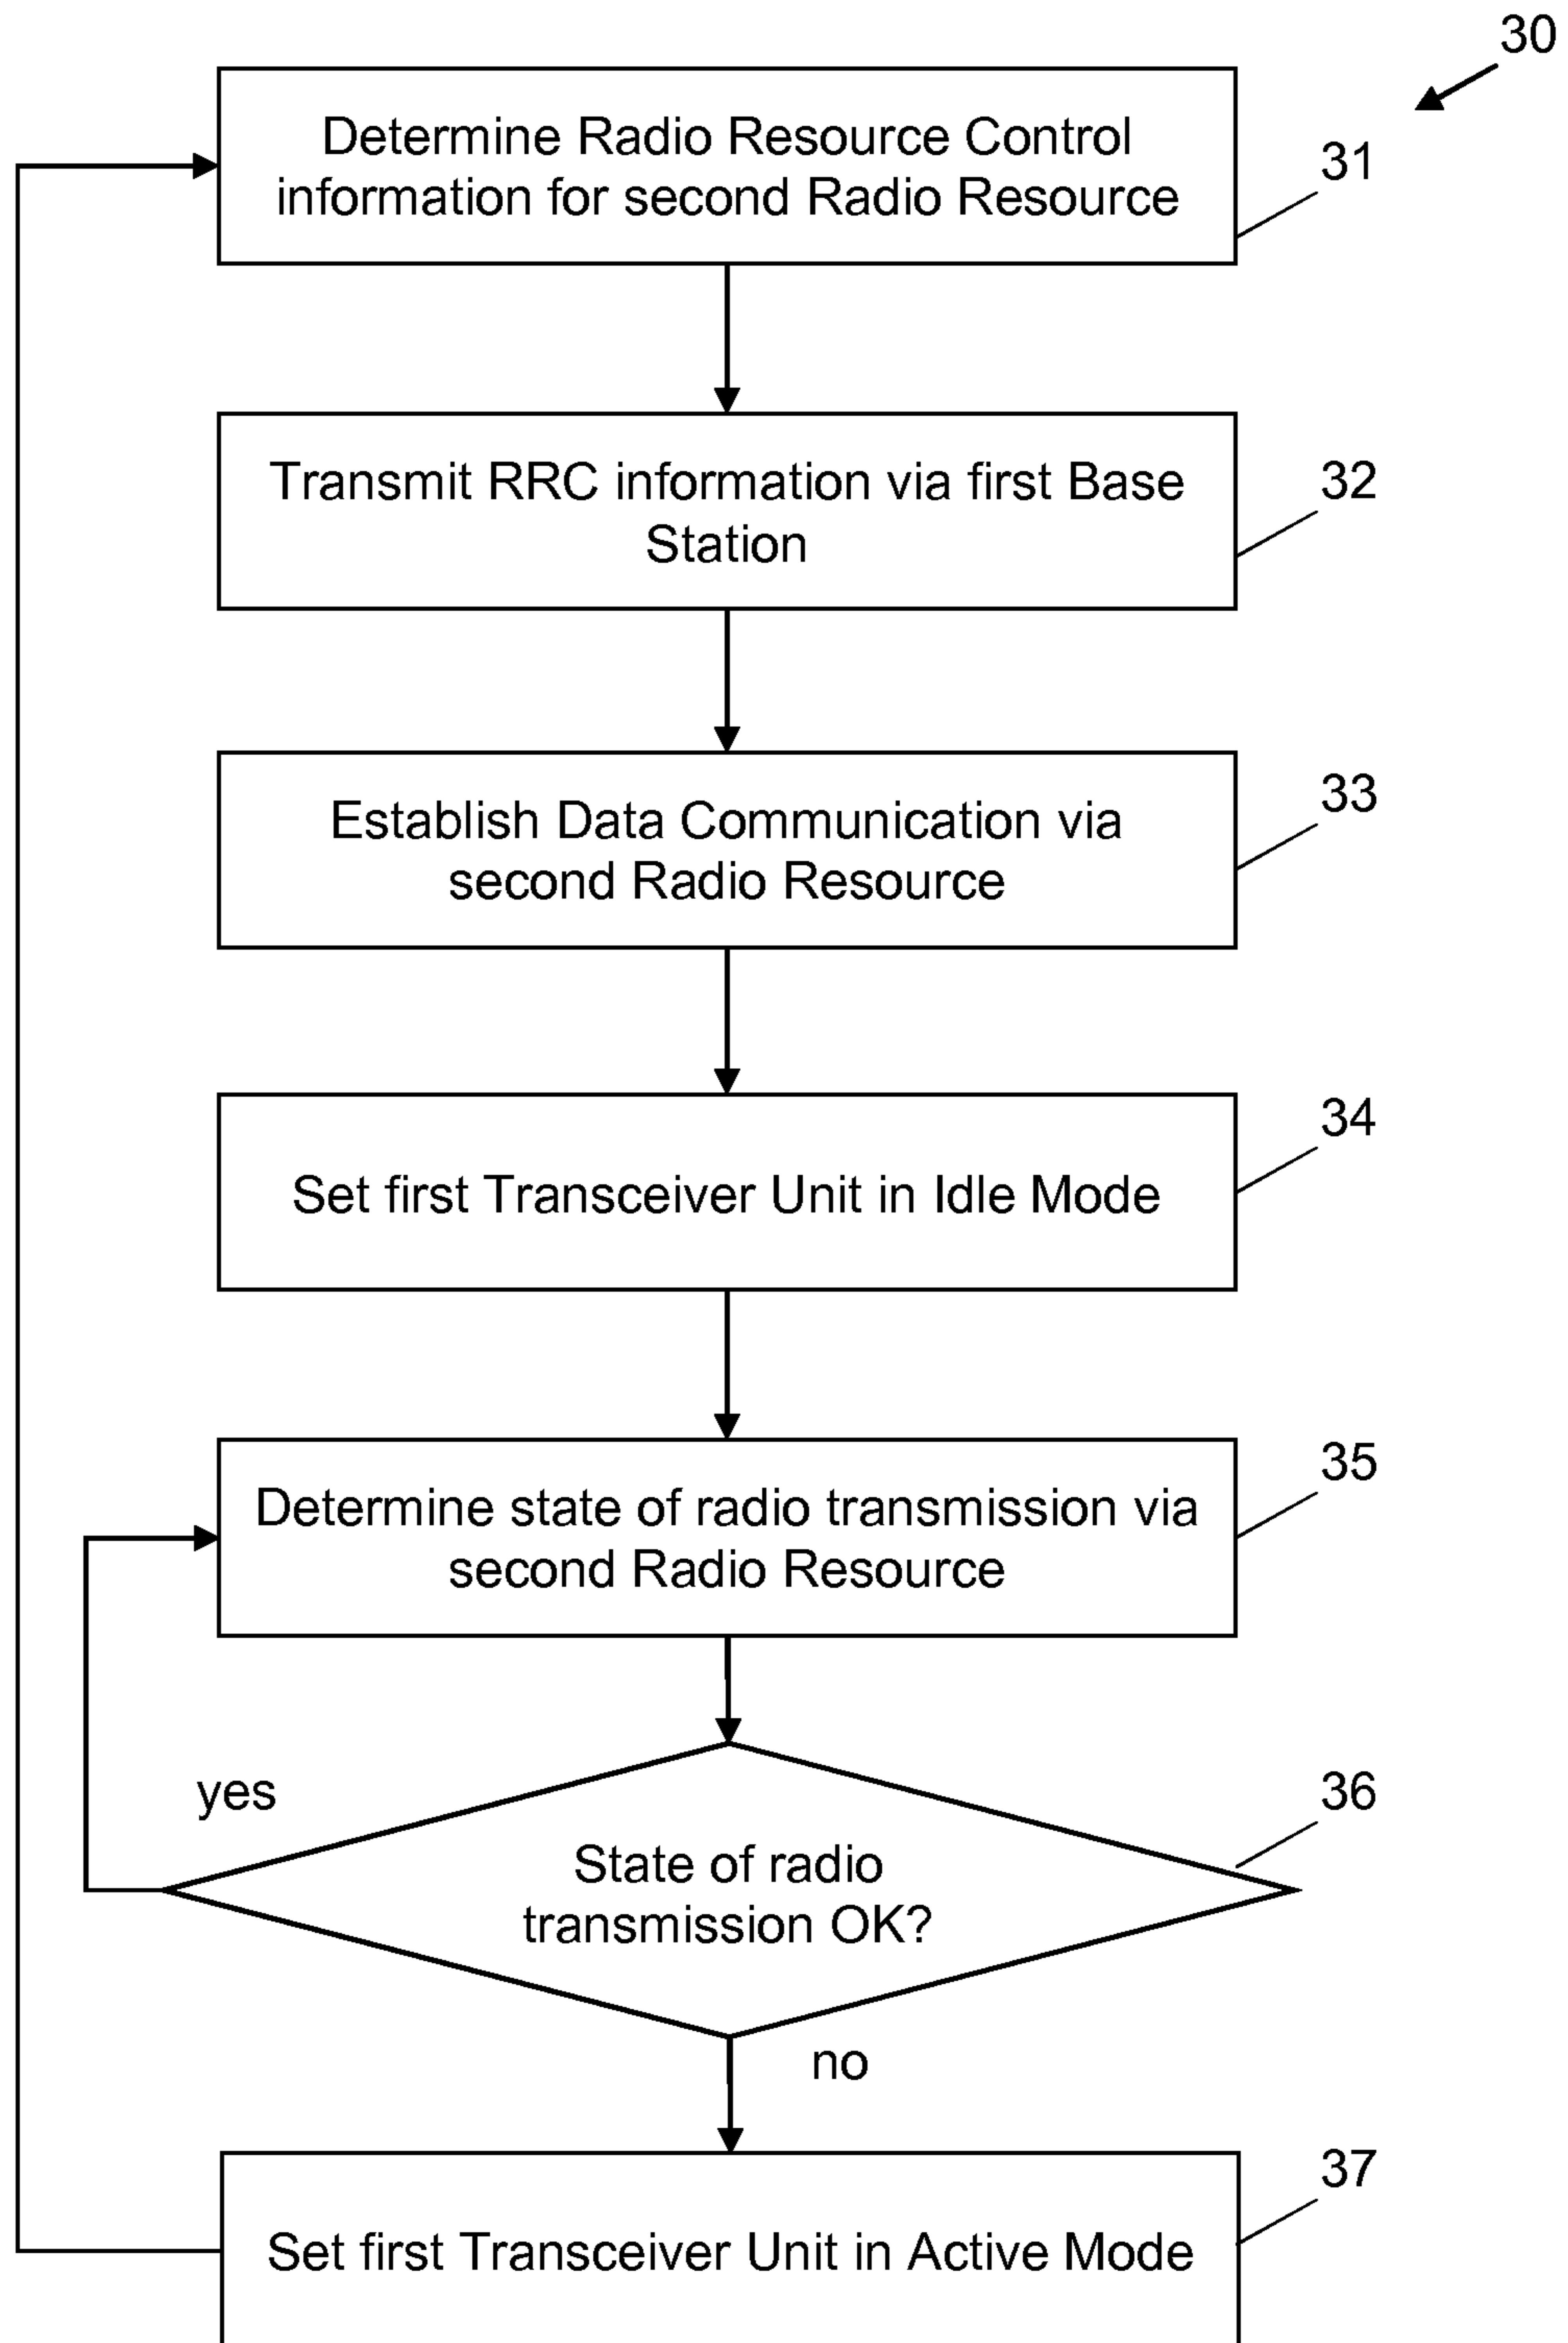 30
Determine Radio Resource Control
information for second Radio Resource
31
Transmit RRC information via first Base
Station
32
Establish Data Communication via
second Radio Resource
33
Set first Transceiver Unit in Idle Mode
34
Determine state of radio transmission via
second Radio Resource
35
yes
State of radio
transmission OK?
36
no
Set first Transceiver Unit in Active Mode
37